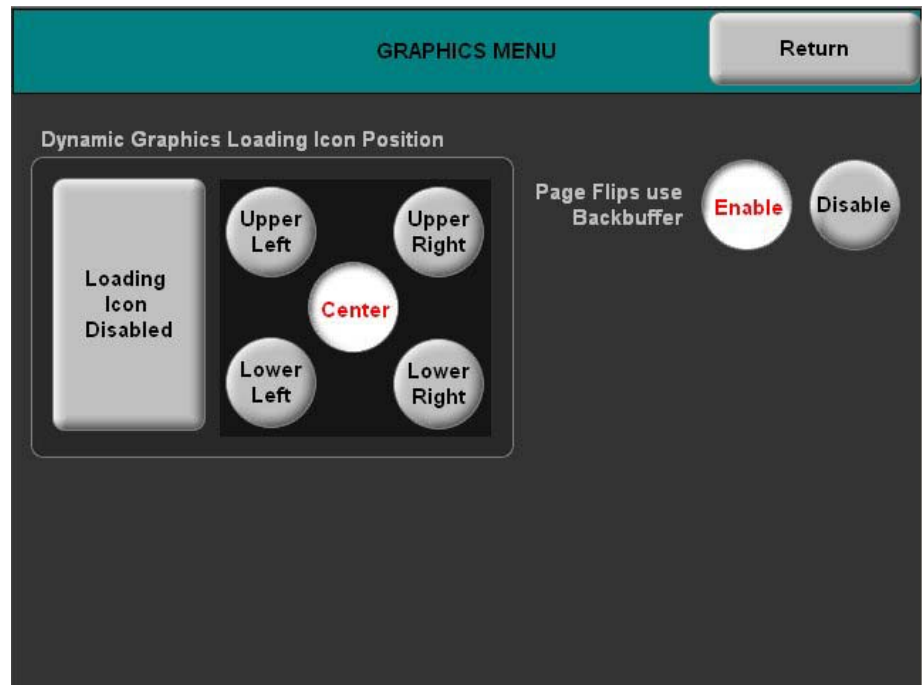 GRAPHICS MENU
Return
Dynamic Graphics Loading Icon Position
Loading
Icon
Disabled
Upper
Left
Upper
Right
Center
Lower
Left
Lower
Right
Page Flips use
Backbuffer
Enable
Disable